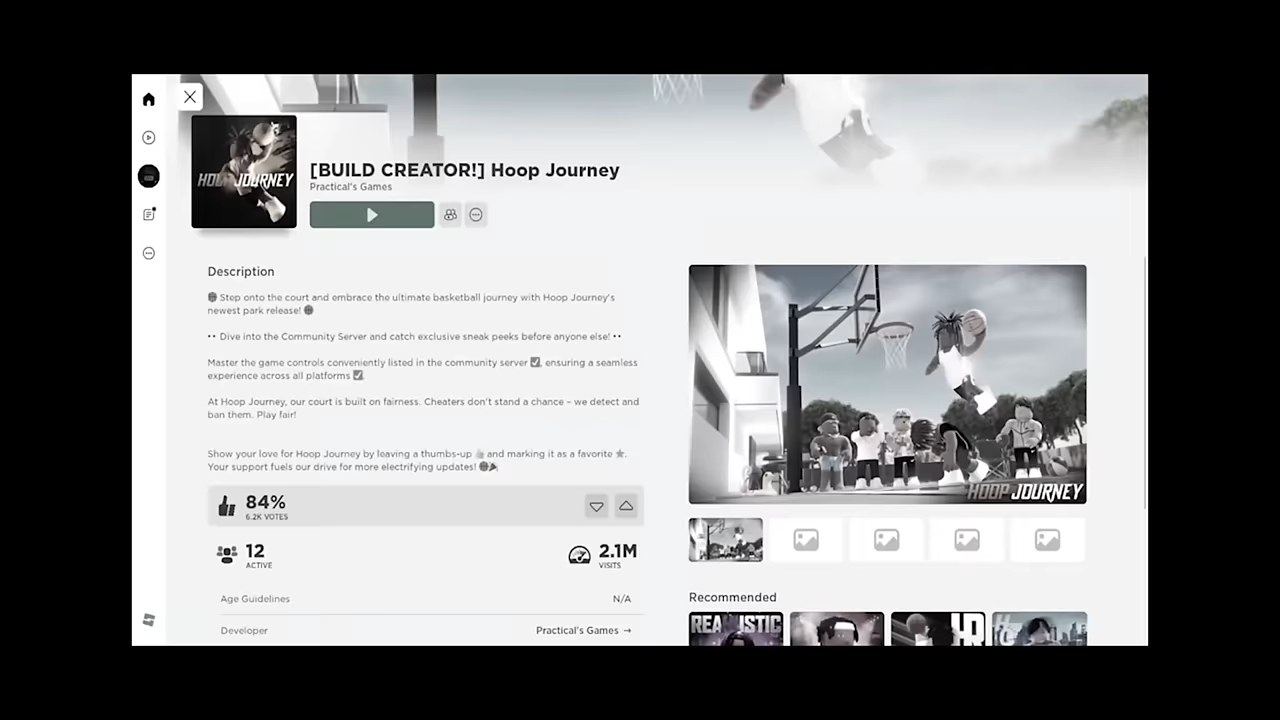 HOOP JOURNEY
[BUILD CREATOR!] Hoop Journey
Practical's Games
Description
Step onto the court and embrace the ultimate basketball journey with Hoop Journey's
newest park release!
•• Dive into the Community Server and catch exclusive sneak peeks before anyone else! ••
Master the game controls conveniently listed in the community server ☑, ensuring a seamless
experience across all platforms ☑.
At Hoop Journey, our court is built on fairness. Cheaters don't stand a chance – we detect and
ban them. Play fair!
Show your love for Hoop Journey by leaving a thumbs-up 👍 and marking it as a favorite ⭐.
Your support fuels our drive for more electrifying updates!
84%
6.2K VOTES
12
ACTIVE
2.1M
VISITS
Age Guidelines
N/A
Developer
Practical's Games →
HOOP JOURNEY
Recommended
REALISTIC
HR